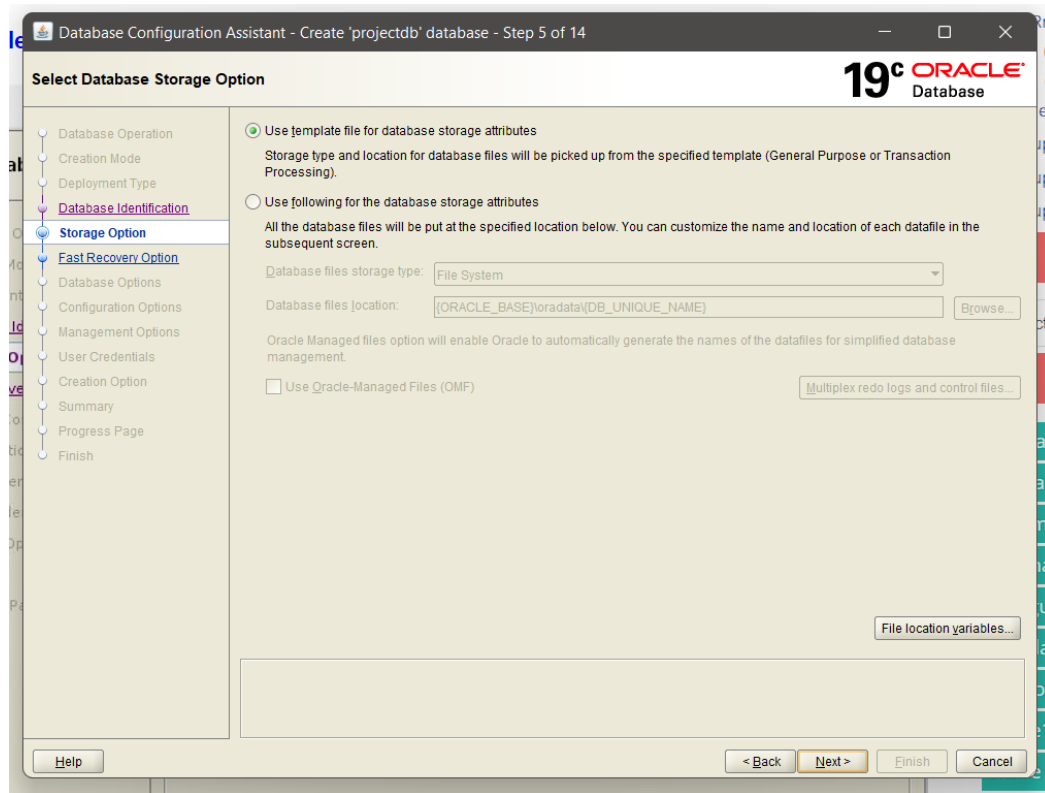 Database Configuration Assistant - Create 'projectdb' database - Step 5 of 14
Select Database Storage Option
19c ORACLE
Database
Database Operation
Creation Mode
Deployment Type
Database Identification
Storage Option
Fast Recovery Option
Database Options
Configuration Options
Management Options
User Credentials
Creation Option
Summary
Progress Page
Finish
Use template file for database storage attributes
Storage type and location for database files will be picked up from the specified template (General Purpose or Transaction
Processing).
Use following for the database storage attributes
All the database files will be put at the specified location below. You can customize the name and location of each datafile in the
subsequent screen.
Database files storage type: File System
Database files location: {ORACLE_BASE}\oradata\{DB_UNIQUE_NAME} Browse...
Oracle Managed files option will enable Oracle to automatically generate the names of the datafiles for simplified database
management.
Use Oracle-Managed Files (OMF) Multiplex redo logs and control files...
File location variables...
Help < Back Next > Finish Cancel